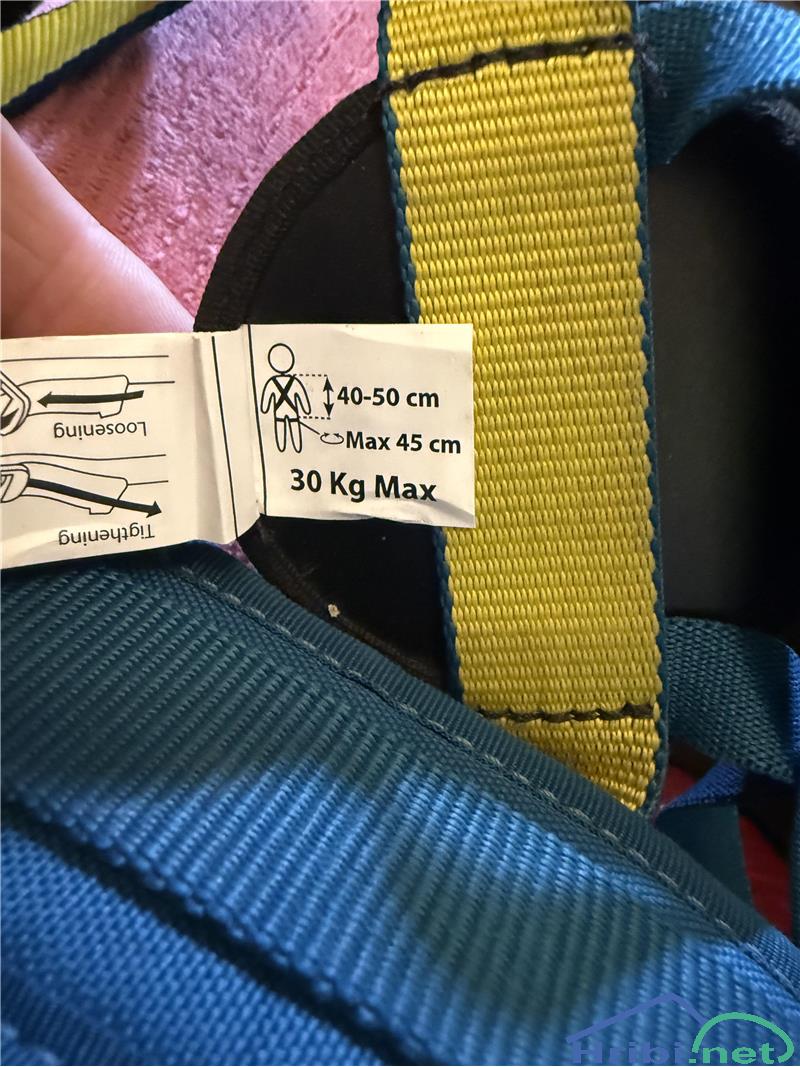 Loosening
Tigthening
40-50 cm
Max 45 cm
30 Kg Max
Hribi.net